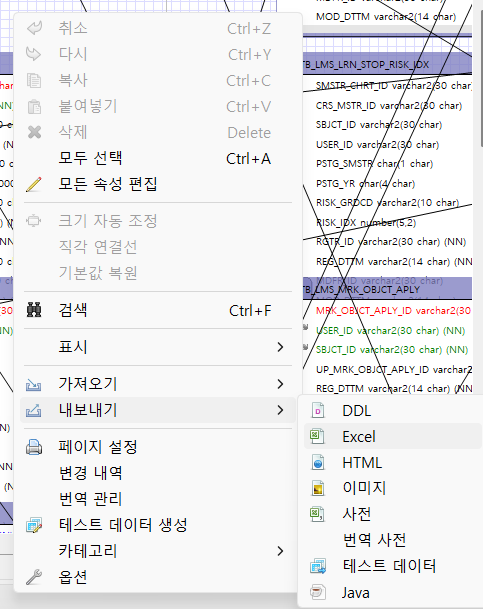 취소 Ctrl+Z
다시 Ctrl+Y
복사 Ctrl+C
붙여넣기 Ctrl+V
삭제 Delete
모두 선택 Ctrl+A
모든 속성 편집
크기 자동 조정
직각 연결선
기본값 복원
검색 Ctrl+F
표시
가져오기
내보내기
페이지 설정
변경 내역
번역 관리
테스트 데이터 생성
카테고리
옵션
DDL
Excel
HTML
이미지
사전
번역 사전
테스트 데이터
Java
MOD_DTTM varchar2(14 char)
TB_LMS_LRN_STOP_RISK_IDX
SMSTR_CHRT_ID varchar2(30 char)
CRS_MSTR_ID varchar2(30 char)
SBJCT_ID varchar2(30 char)
USER_ID varchar2(30 char)
PSTG_SMSTR char(1 char)
PSTG_YR char(4 char)
RISK_GRDCD varchar2(10 char)
RISK_IDX number(5,2)
RGTR_ID varchar2(30 char) (NN)
REG_DTTM varchar2(14 char) (NN)
TB_LMS_MRK_OBJCT_APLY
MRK_OBJCT_APLY_ID varchar2(30
USER_ID varchar2(30 char) (NN)
SBJCT_ID varchar2(30 char) (NN)
UP_MRK_OBJCT_APLY_ID varchar2
REG_DTTM varchar2(14 char) (NN)